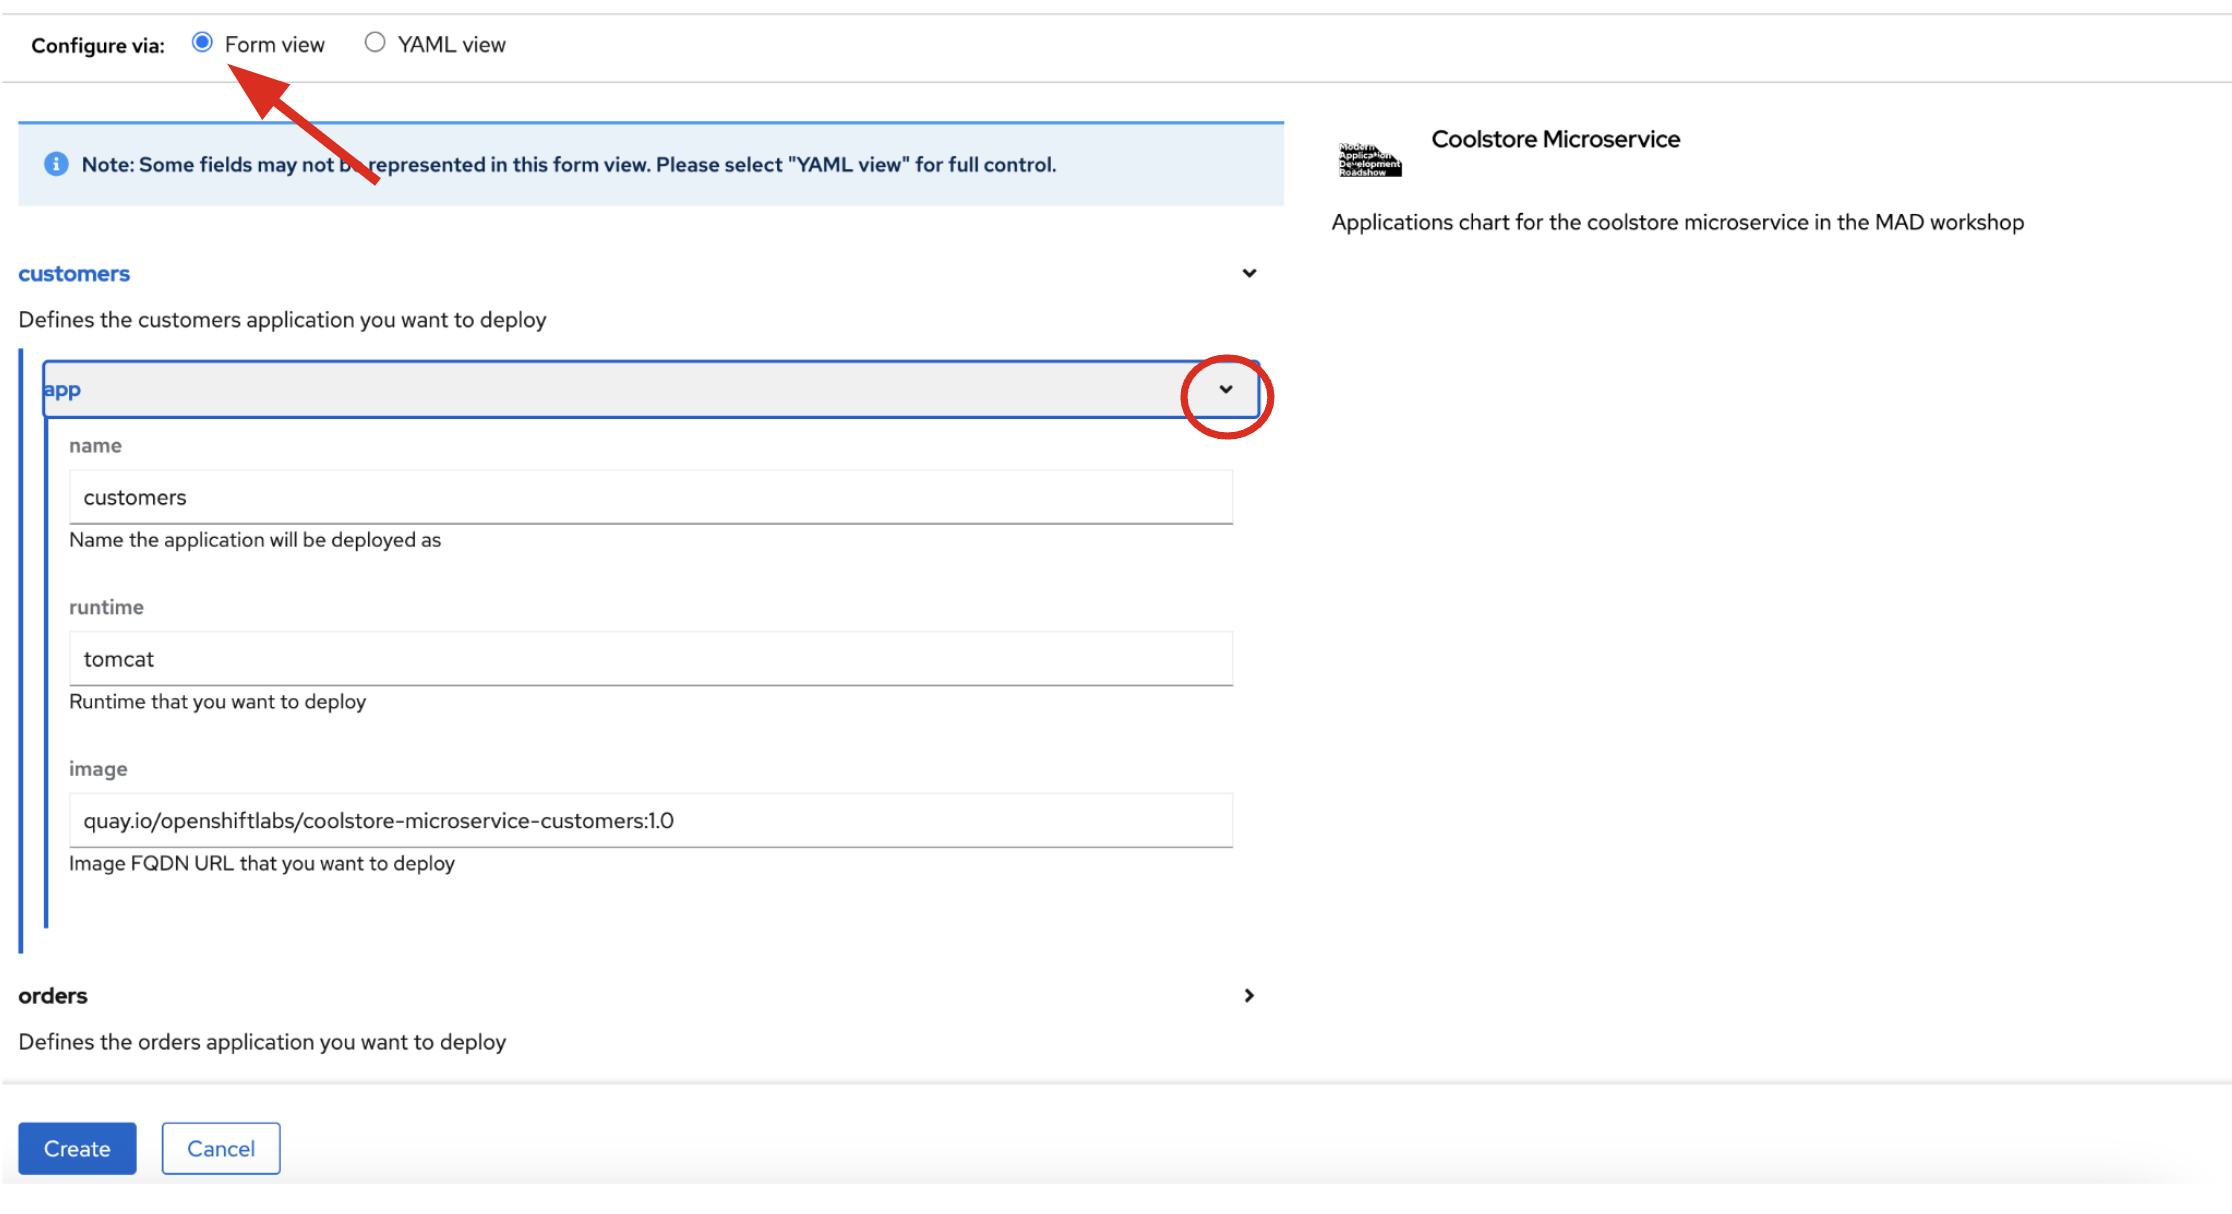 Configure via: Form view YAML view
Note: Some fields may not be represented in this form view. Please select "YAML view" for full control.
Modern
Application
Development
Roadshow
Coolstore Microservice
Applications chart for the coolstore microservice in the MAD workshop
customers
Defines the customers application you want to deploy
app
name
customers
Name the application will be deployed as
runtime
tomcat
Runtime that you want to deploy
image
quay.io/openshiftlabs/coolstore-microservice-customers:1.0
Image FQDN URL that you want to deploy
orders
Defines the orders application you want to deploy
Create Cancel